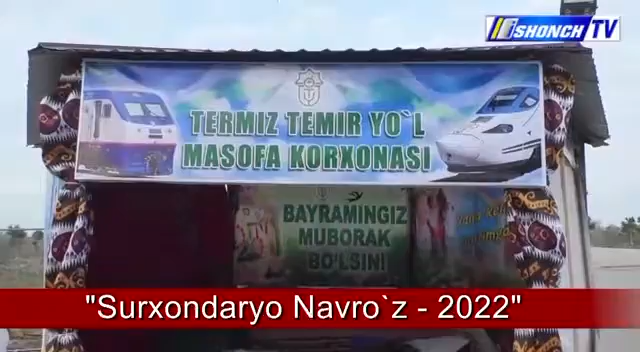 ISHONCH TV
TERMIZ TEMIR YO`L
MASOFA KORXONASI
BAYRAMINGIZ
MUBORAK
BO'LSIN!
"Surxondaryo Navro`z - 2022"